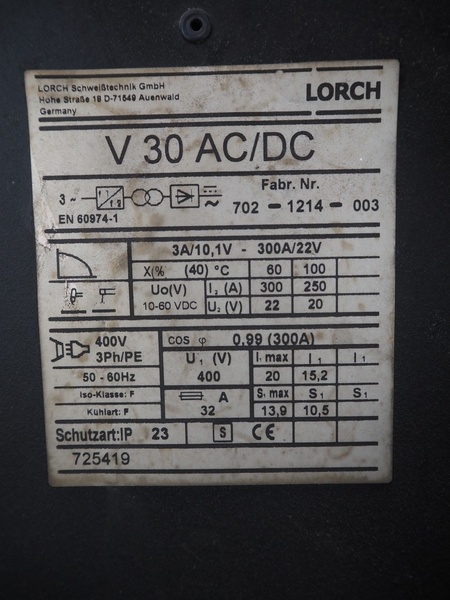 LORCH Schweißtechnik GmbH
Hohe Straße 19 D-71549 Auenwald
Germany
LORCH
V 30 AC/DC
3 ~
f 1
f 2
Fabr. Nr.
EN 60974-1
702 - 1214 - 003
3A/10,1V - 300A/22V
X(% (40) °C 60 100
Uo(V) I₂ (A) 300 250
10-60 VDC U₂ (V) 22 20
400V
3Ph/PE
cos φ 0,99 (300A)
U₁ (V) I₁ max I₁ I₁
50 - 60Hz 400 20 15,2
Iso-Klasse: F A S₁ max S₁ S₁
Kühlart: F 32 13,9 10,5
Schutzart:IP 23 S CE
725419